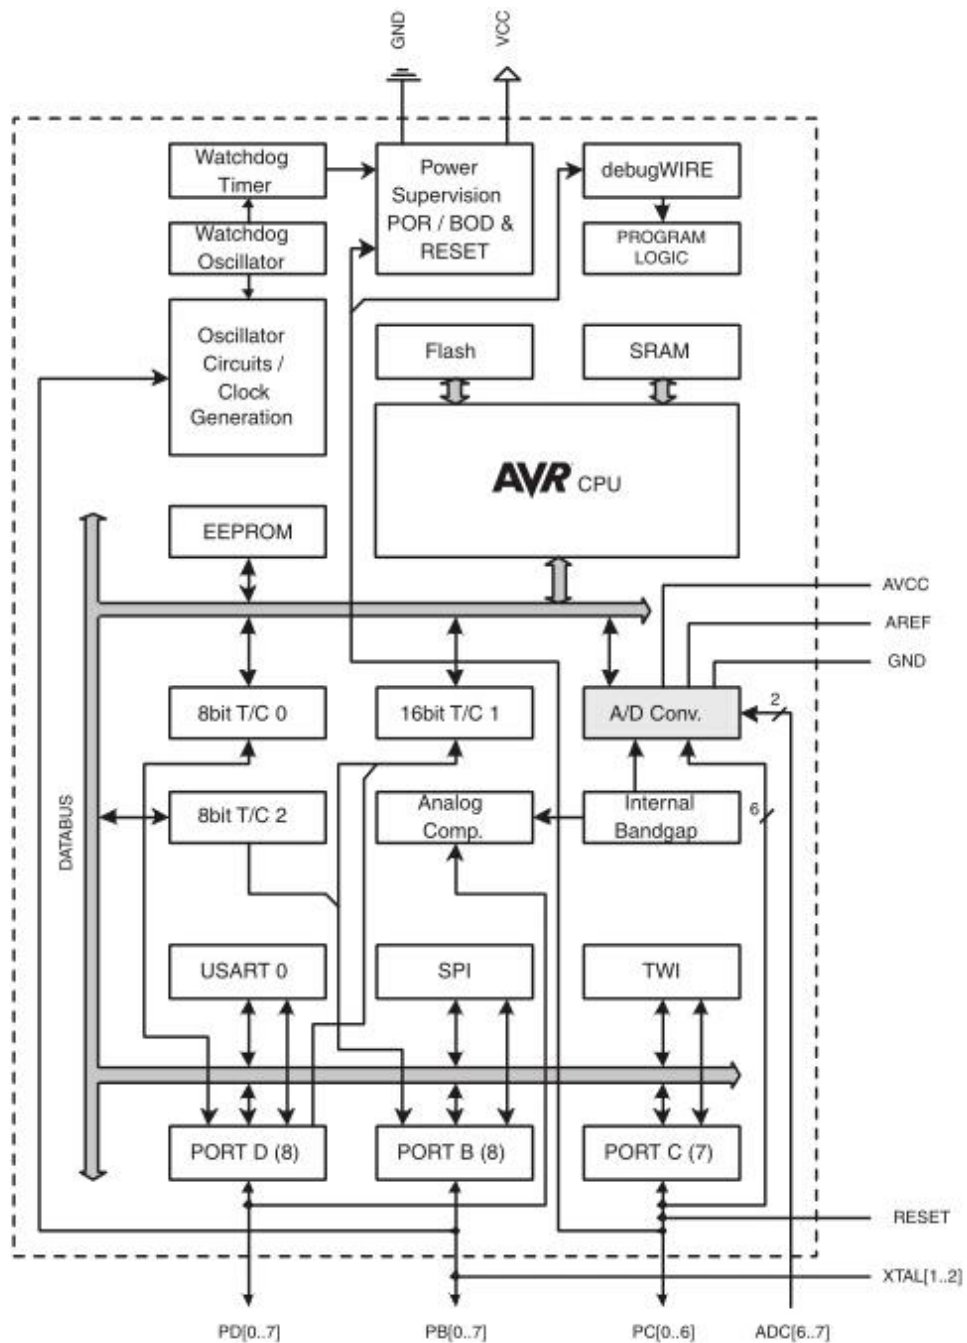 GND
VCC
Watchdog
Timer
Power
Supervision
POR / BOD &
RESET
debugWIRE
Watchdog
Oscillator
PROGRAM
LOGIC
Oscillator
Circuits /
Clock
Generation
Flash
SRAM
AVR CPU
EEPROM
AVCC
AREF
GND
8bit T/C 0
16bit T/C 1
A/D Conv.
2
DATABUS
8bit T/C 2
Analog
Comp.
Internal
Bandgap
6
USART 0
SPI
TWI
PORT D (8)
PORT B (8)
PORT C (7)
RESET
XTAL[1..2]
PD[0..7]
PB[0..7]
PC[0..6]
ADC[6..7]